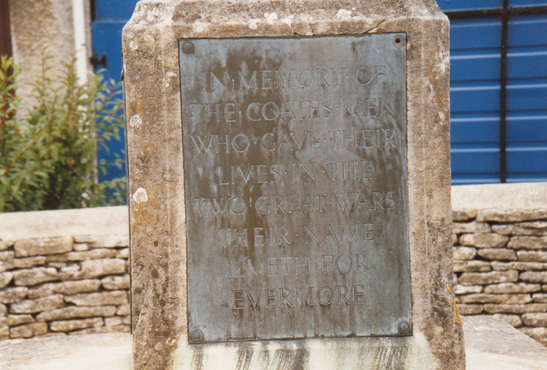 IN·MEMORY·OF
THE·COATES·MEN
WHO·GAVE·THEIR
LIVES·IN·THE
TWO·GREAT·WARS
THEIR·NAME
LIVETH·FOR
EVERMORE